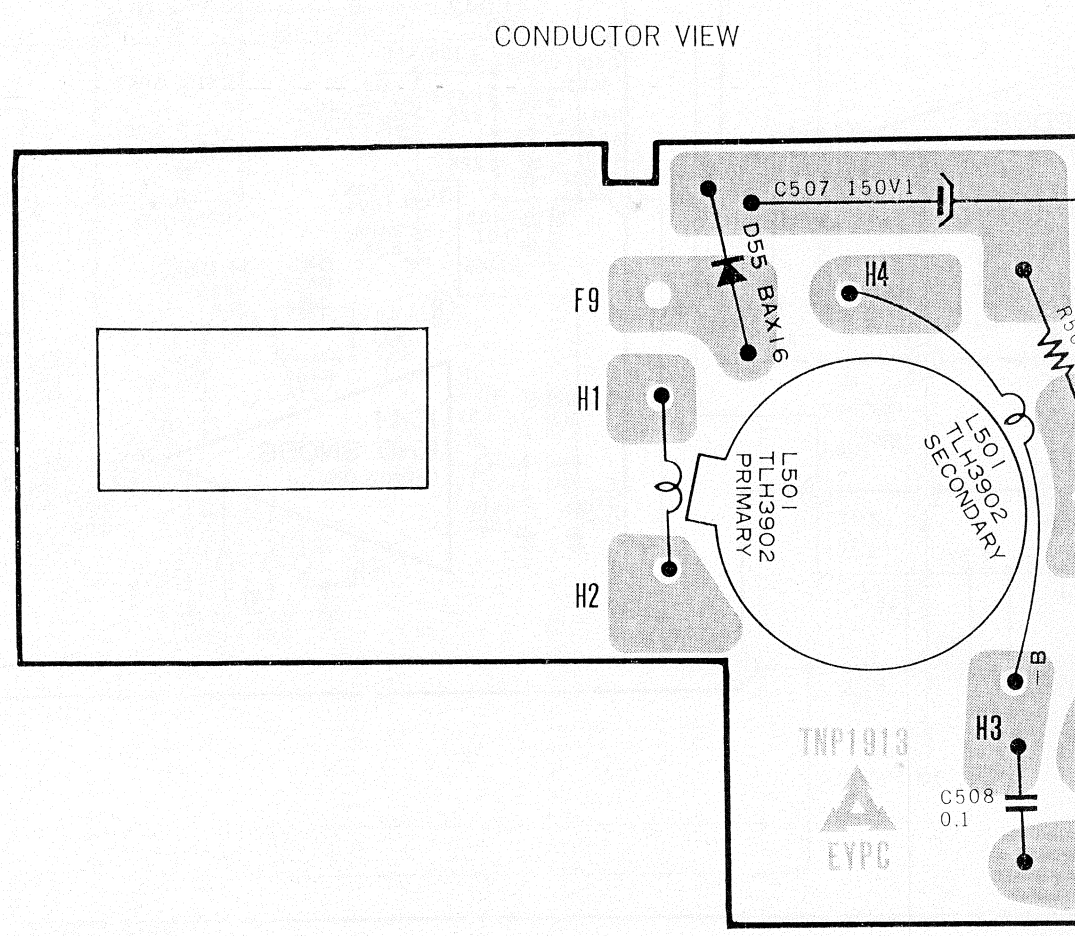 CONDUCTOR VIEW
C507 150V1
D55 BAX16
H4
F9
H1
L501
TLH3902
PRIMARY
L501
TLH3902
SECONDARY
H2
-B
H3
TNP1913
C508
0.1
EYPC